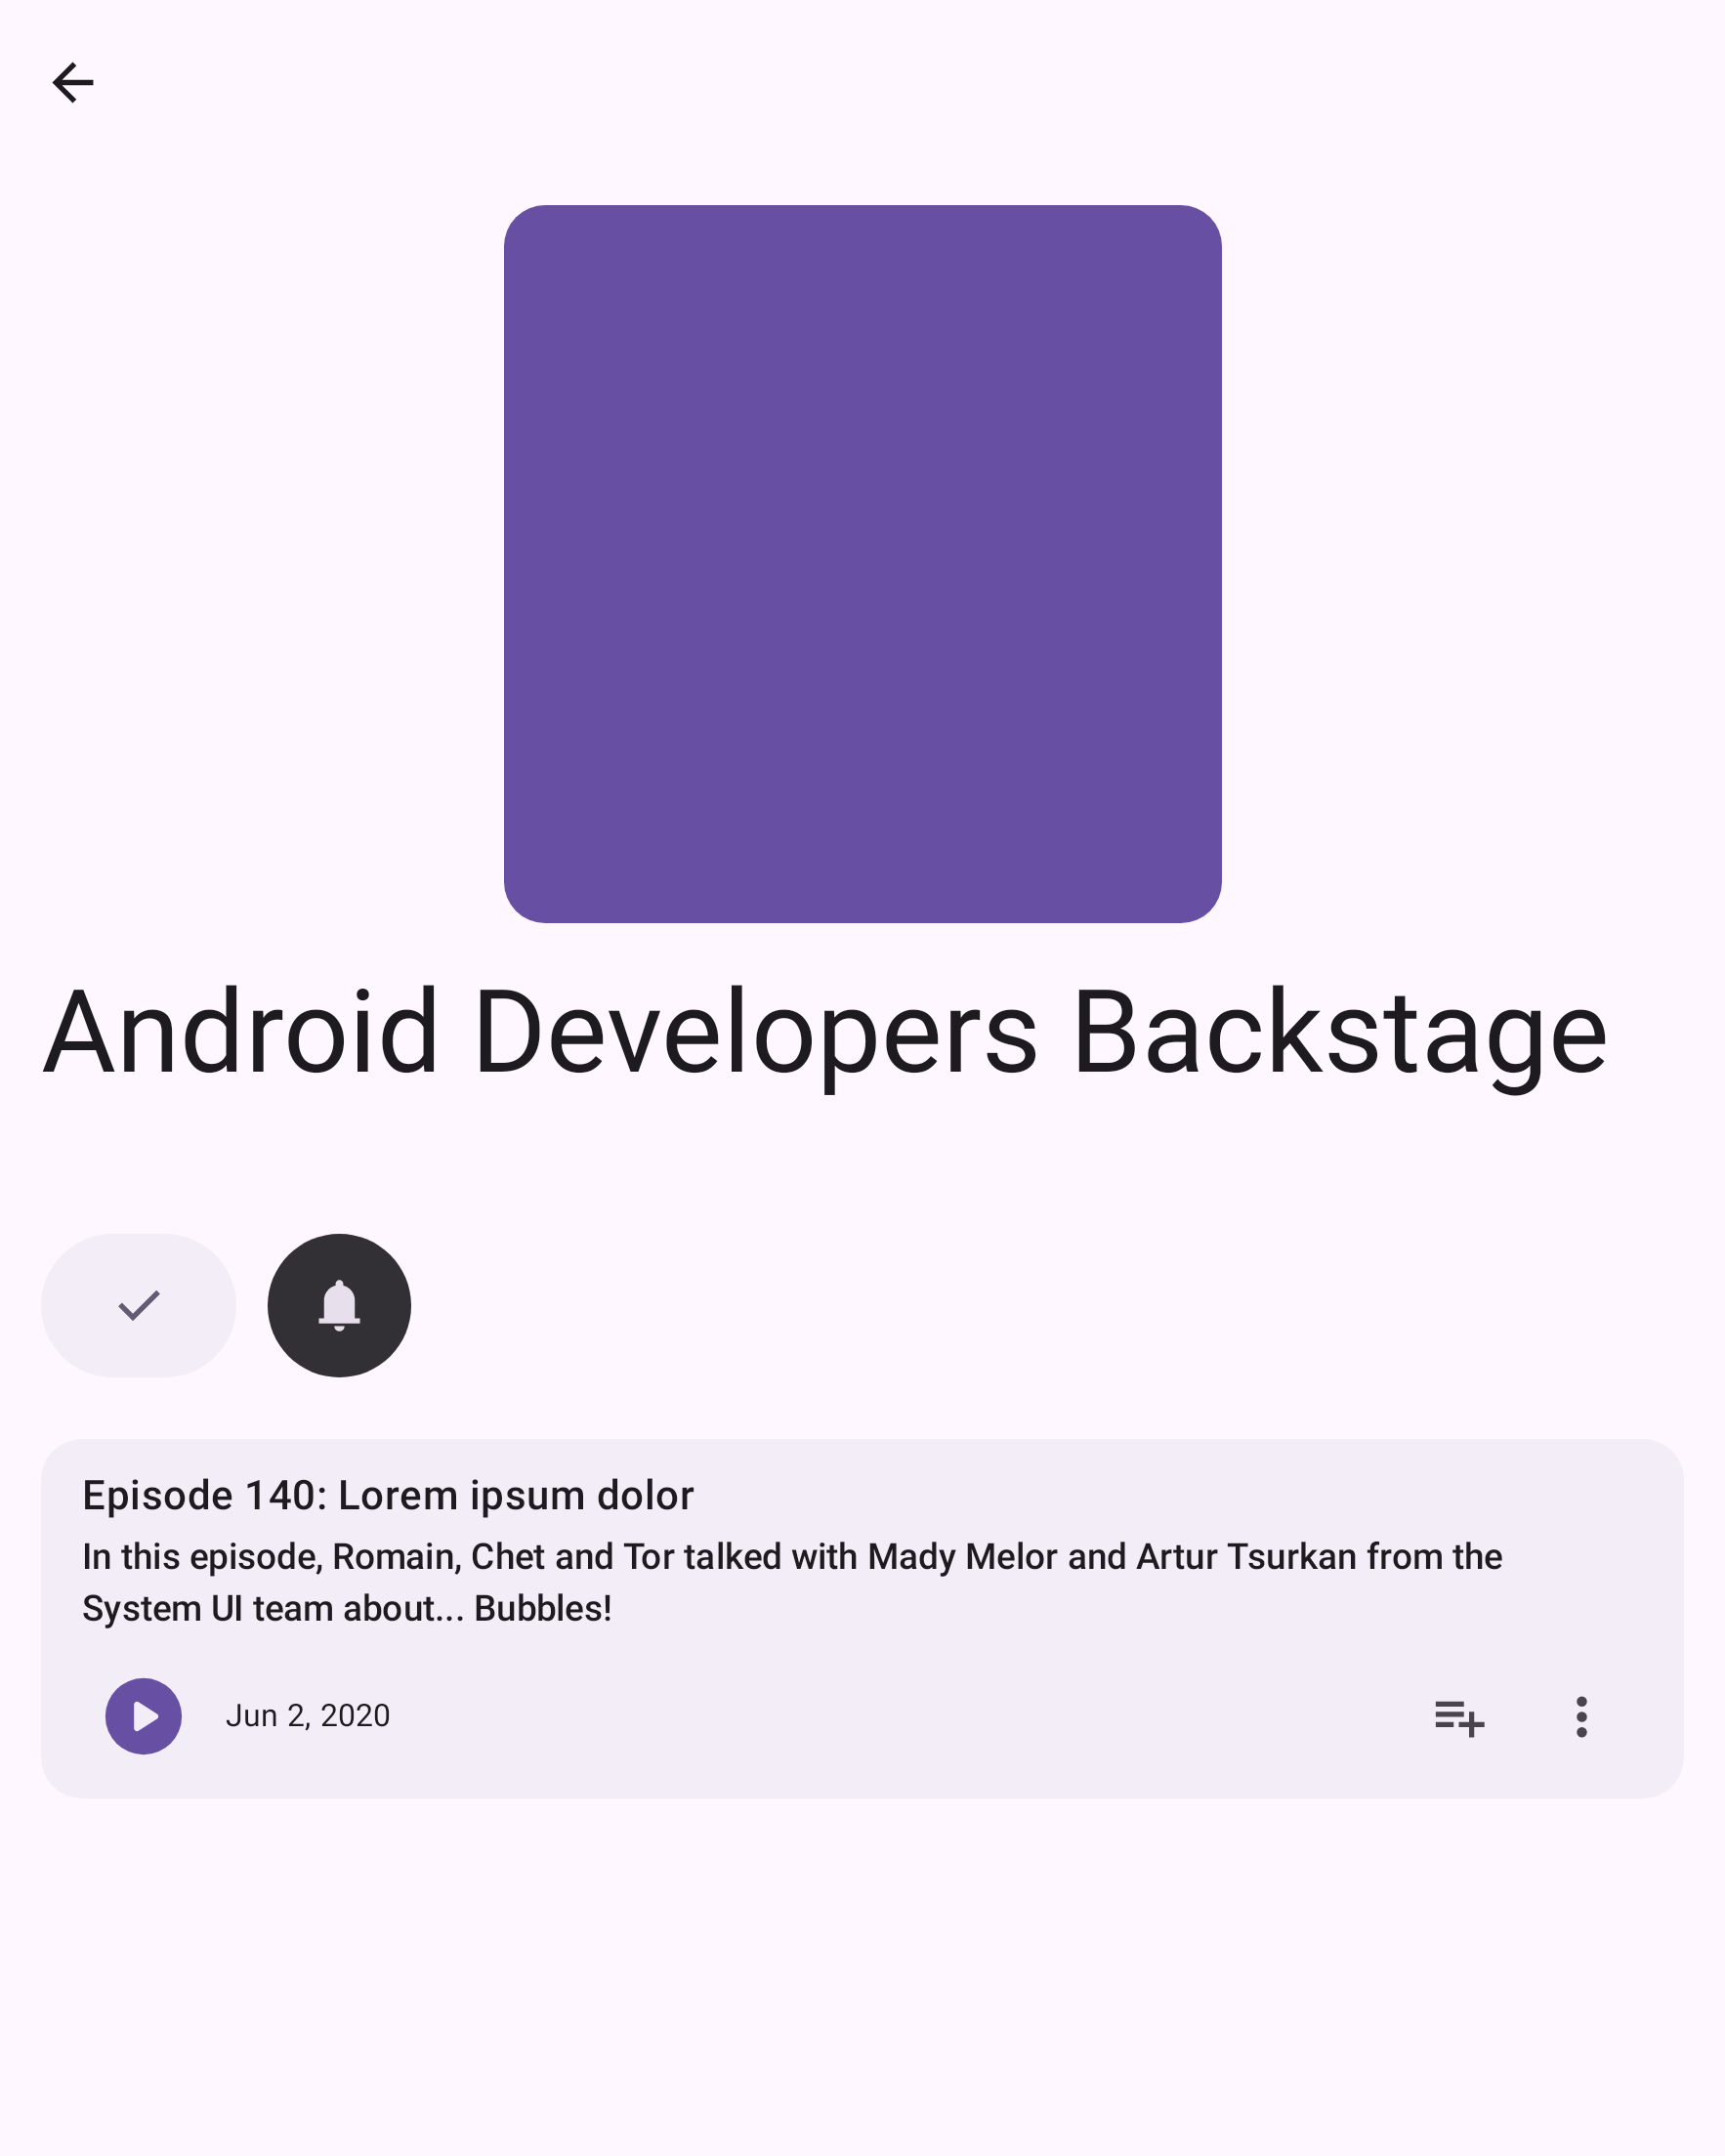 Android Developers Backstage
Episode 140: Lorem ipsum dolor
In this episode, Romain, Chet and Tor talked with Mady Melor and Artur Tsurkan from the
System UI team about... Bubbles!
Jun 2, 2020